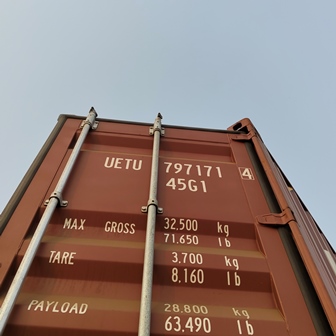 UETU 797171 4
45G1
MAX GROSS 32,500 kg
71.650 lb
TARE 3.700 kg
8.160 lb
PAYLOAD 28.800 kg
63.490 lb